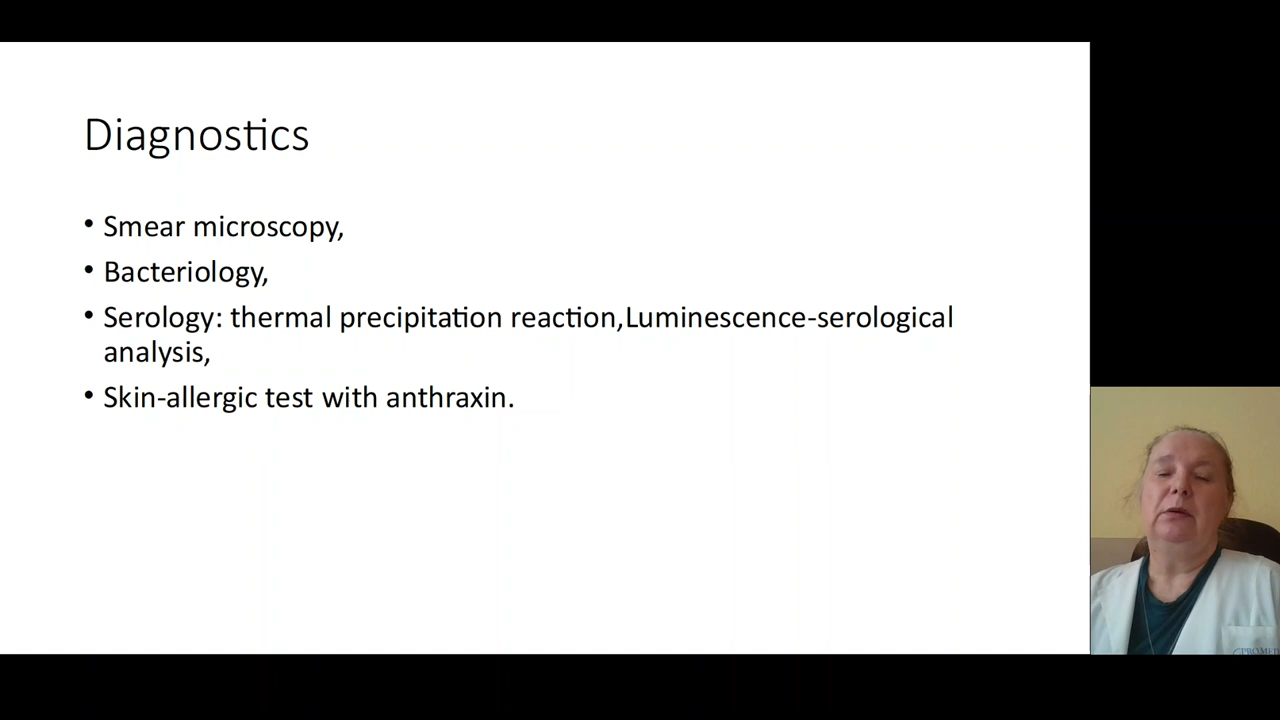 Diagnostics
• Smear microscopy,
• Bacteriology,
• Serology: thermal precipitation reaction,Luminescence-serological
analysis,
• Skin-allergic test with anthraxin.